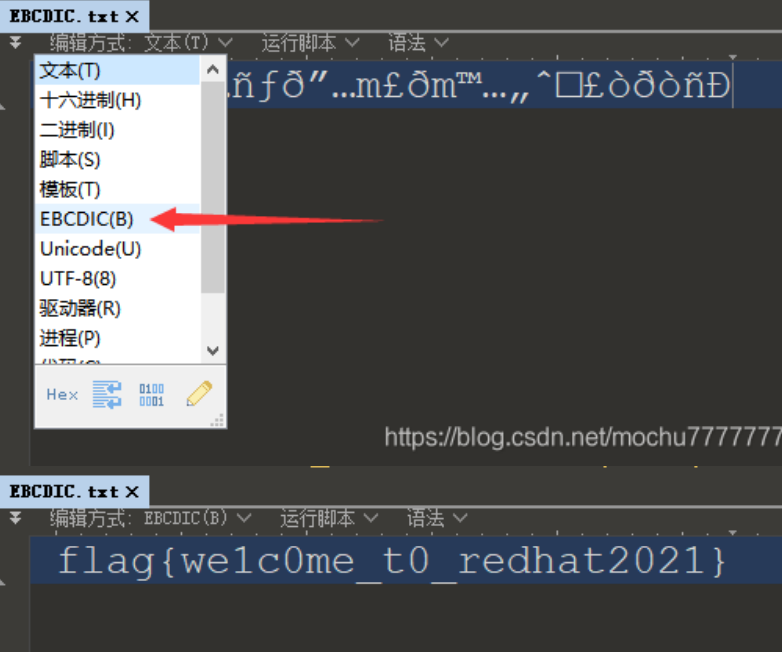 EBCDIC.txt ×
编辑方式: 文本(T) 运行脚本 语法
文本(T)
十六进制(H)
二进制(I)
脚本(S)
模板(T)
EBCDIC(B)
Unicode(U)
UTF-8(8)
驱动器(R)
进程(P)
…ñƒð”…m£ðm™…„ˆ□£òðòñÐ
Hex
0100
0001
https://blog.csdn.net/mochu7777777
EBCDIC.txt ×
编辑方式: EBCDIC(B) 运行脚本 语法
flag{we1c0me_t0_redhat2021}